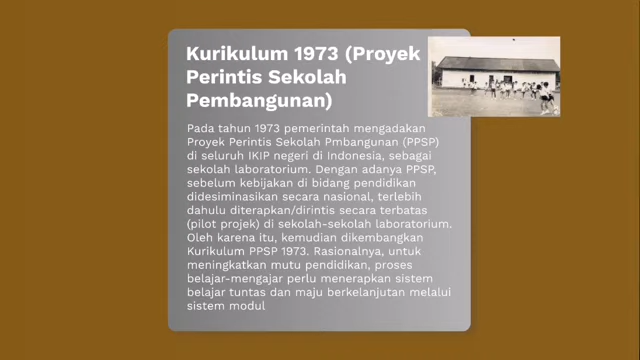 Kurikulum 1973 (Proyek
Perintis Sekolah
Pembangunan)
Pada tahun 1973 pemerintah mengadakan
Proyek Perintis Sekolah Pmbangunan (PPSP)
di seluruh IKIP negeri di Indonesia, sebagai
sekolah laboratorium. Dengan adanya PPSP,
sebelum kebijakan di bidang pendidikan
didesiminasikan secara nasional, terlebih
dahulu diterapkan/dirintis secara terbatas
(pilot projek) di sekolah-sekolah laboratorium.
Oleh karena itu, kemudian dikembangkan
Kurikulum PPSP 1973. Rasionalnya, untuk
meningkatkan mutu pendidikan, proses
belajar-mengajar perlu menerapkan sistem
belajar tuntas dan maju berkelanjutan melalui
sistem modul